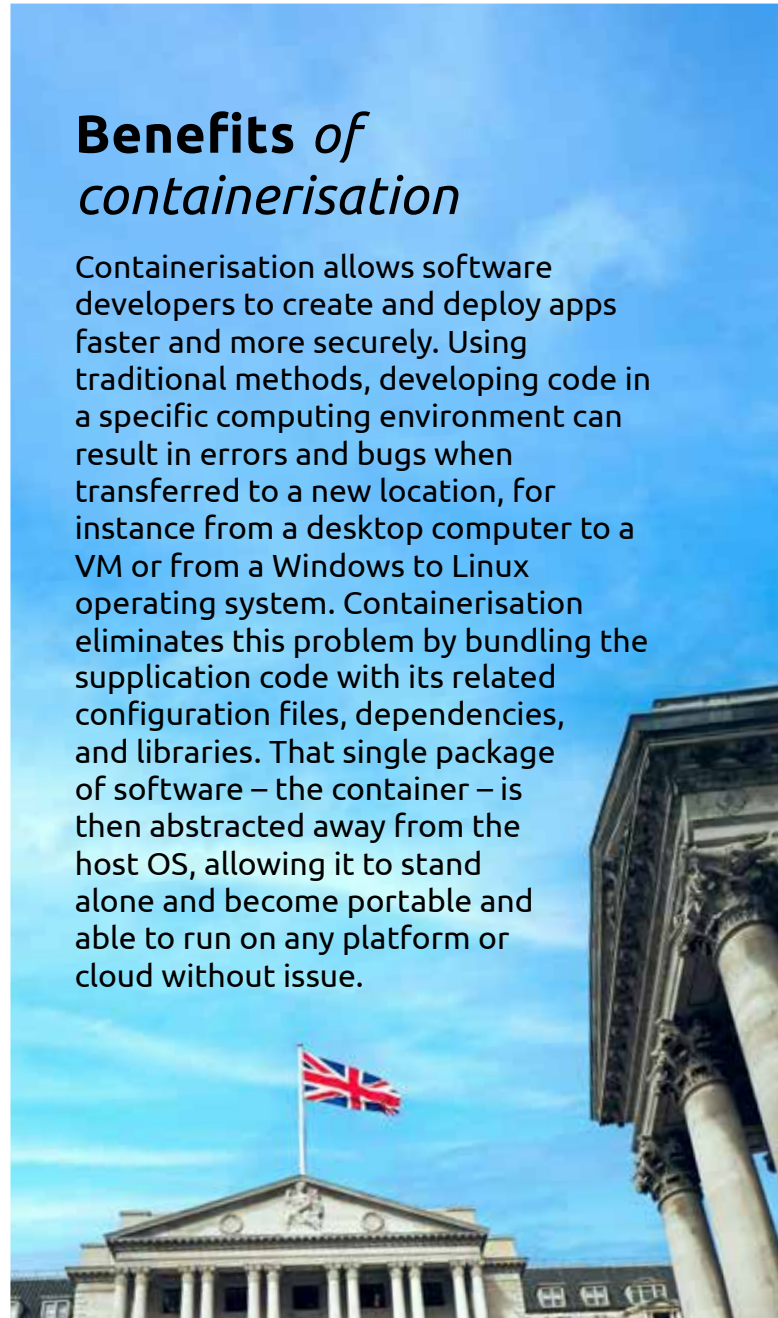 Benefits of
containerisation
Containerisation allows software
developers to create and deploy apps
faster and more securely. Using
traditional methods, developing code in
a specific computing environment can
result in errors and bugs when
transferred to a new location, for
instance from a desktop computer to a
VM or from a Windows to Linux
operating system. Containerisation
eliminates this problem by bundling the
supplication code with its related
configuration files, dependencies,
and libraries. That single package
of software – the container – is
then abstracted away from the
host OS, allowing it to stand
alone and become portable and
able to run on any platform or
cloud without issue.